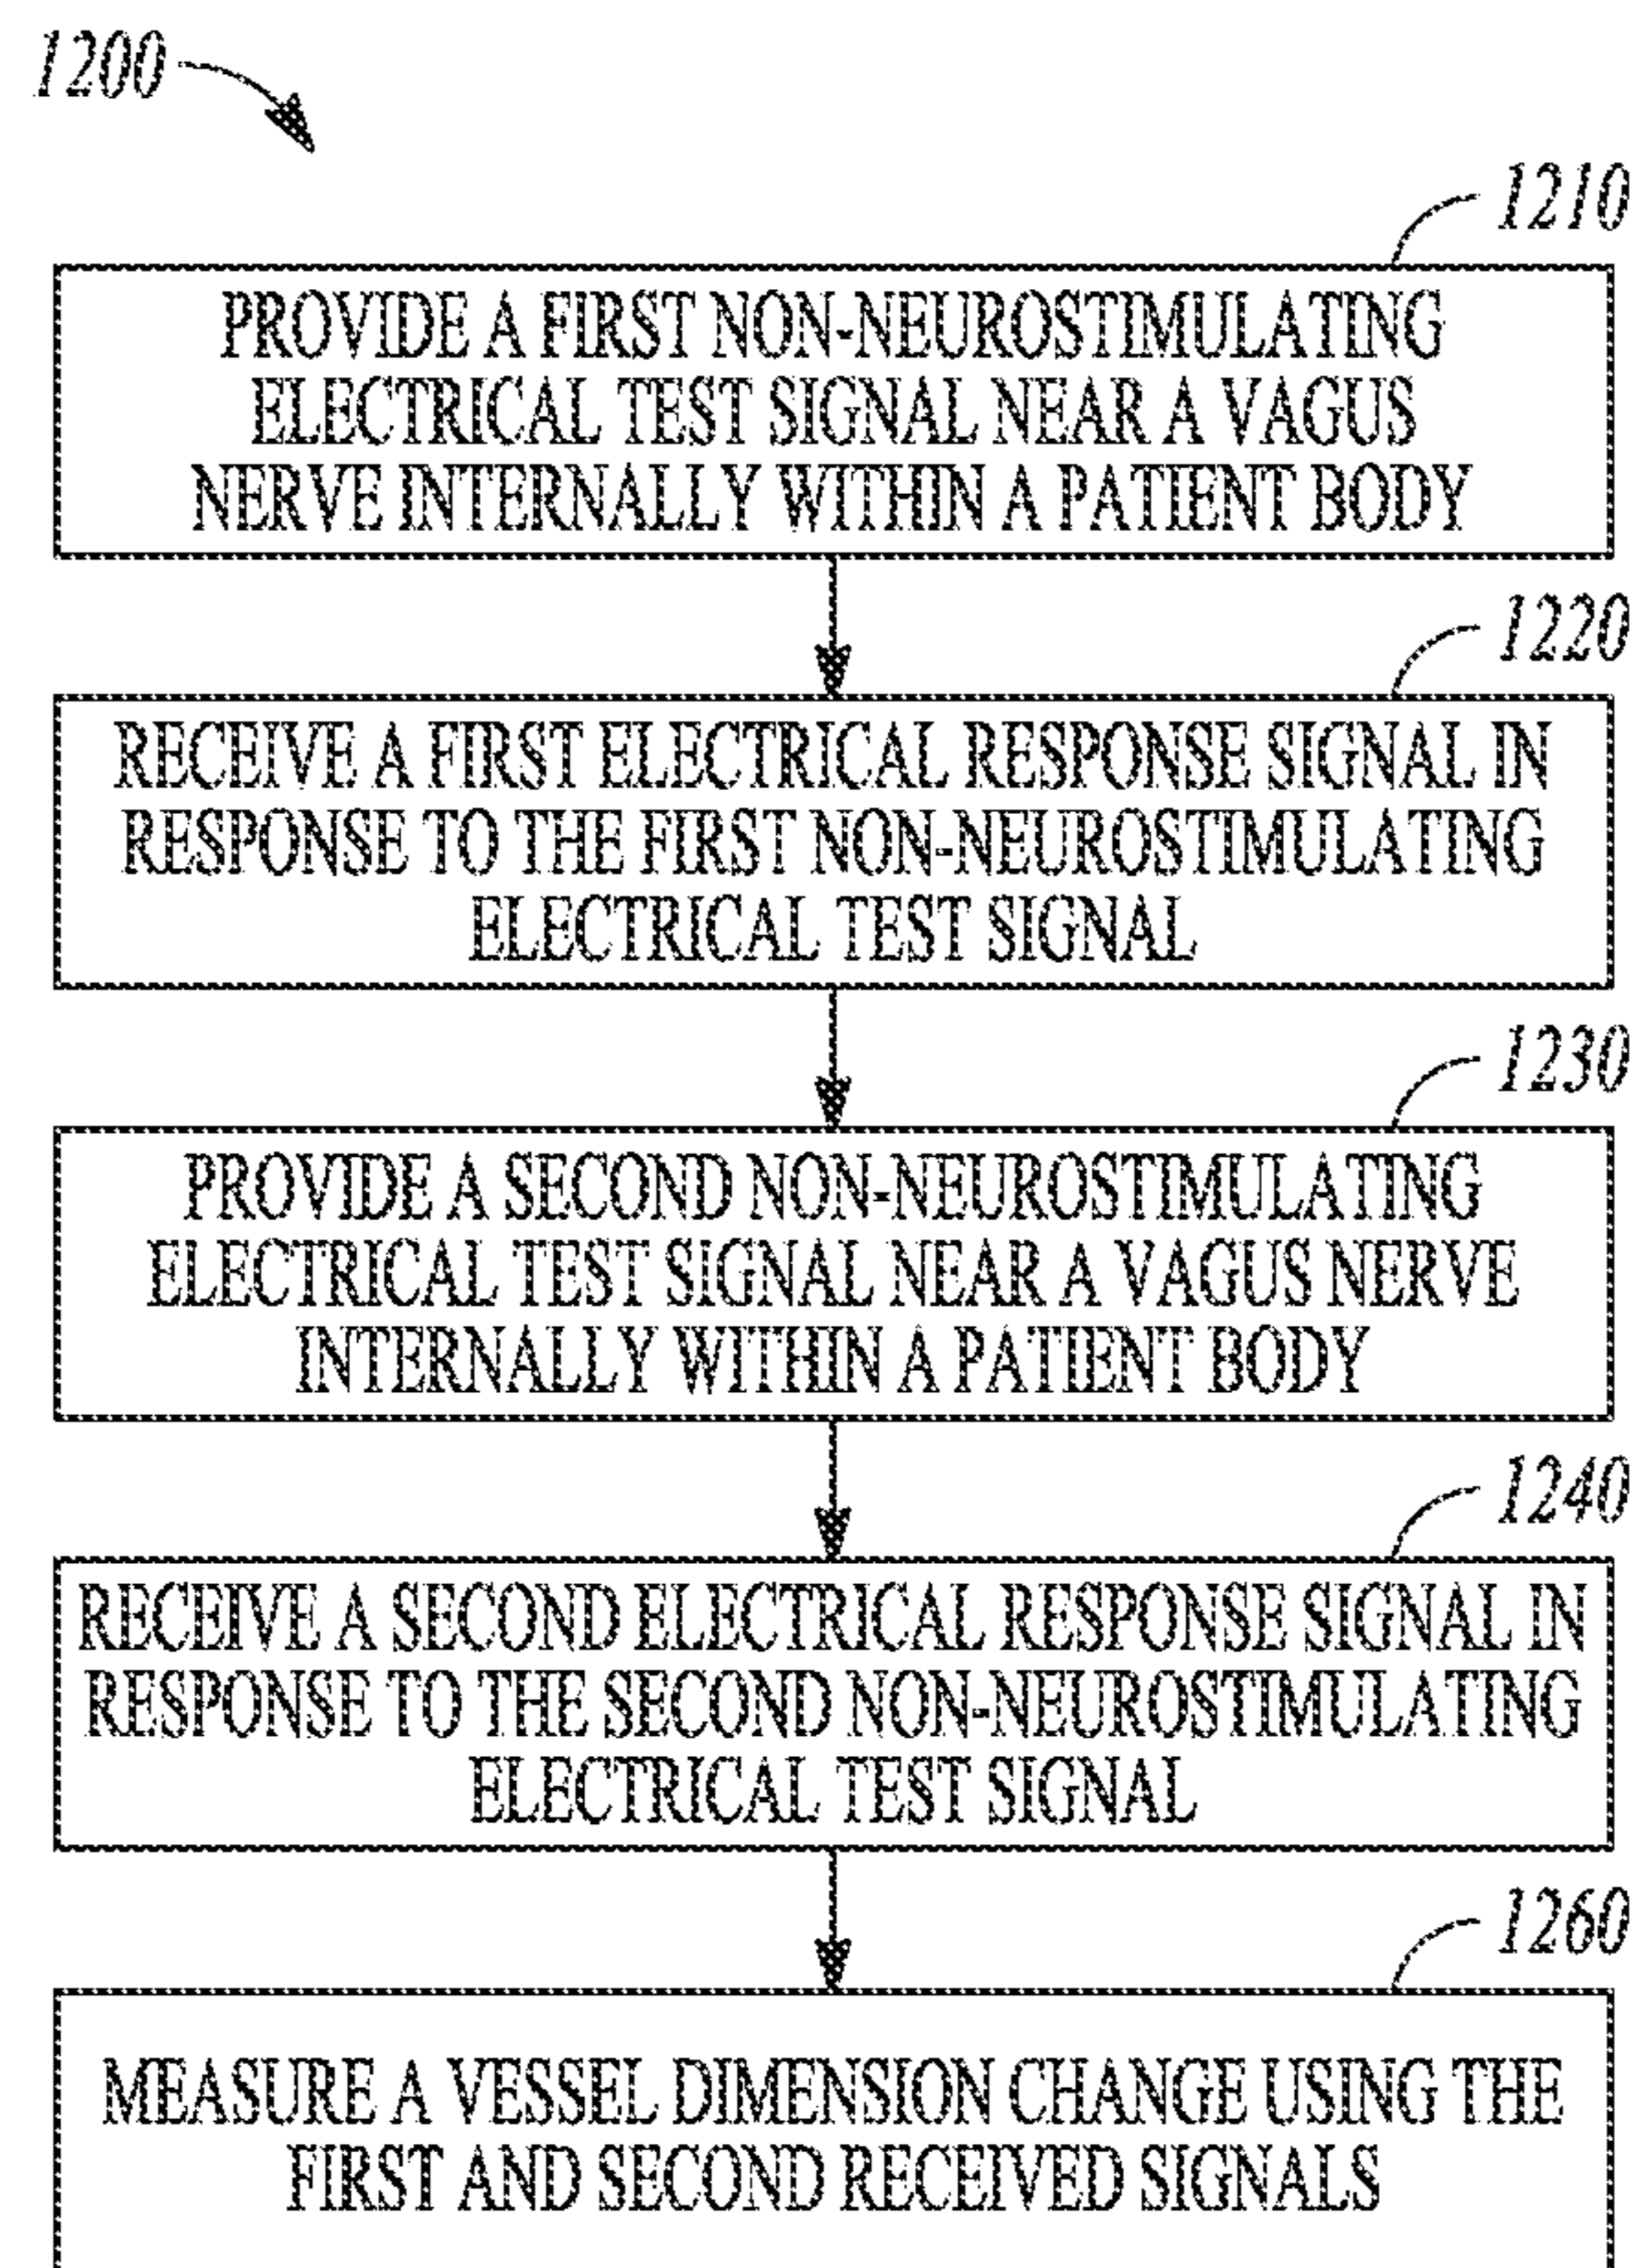 1200
1210
PROVIDE A FIRST NON-NEUROSTIMULATING
ELECTRICAL TEST SIGNAL NEAR A VAGUS
NERVE INTERNALLY WITHIN A PATIENT BODY
1220
RECEIVE A FIRST ELECTRICAL RESPONSE SIGNAL IN
RESPONSE TO THE FIRST NON-NEUROSTIMULATING
ELECTRICAL TEST SIGNAL
1230
PROVIDE A SECOND NON-NEUROSTIMULATING
ELECTRICAL TEST SIGNAL NEAR A VAGUS NERVE
INTERNALLY WITHIN A PATIENT BODY
1240
RECEIVE A SECOND ELECTRICAL RESPONSE SIGNAL IN
RESPONSE TO THE SECOND NON-NEUROSTIMULATING
ELECTRICAL TEST SIGNAL
1260
MEASURE A VESSEL DIMENSION CHANGE USING THE
FIRST AND SECOND RECEIVED SIGNALS